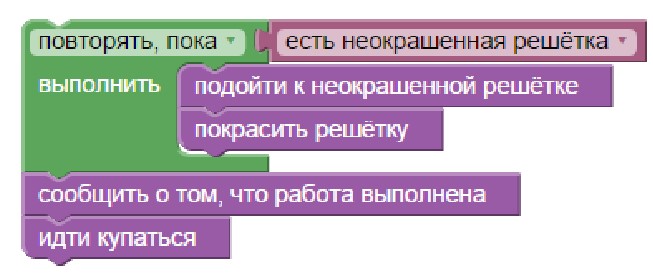 повторять, пока есть неокрашенная решётка
выполнить подойти к неокрашенной решётке
покрасить решётку
сообщить о том, что работа выполнена
идти купаться